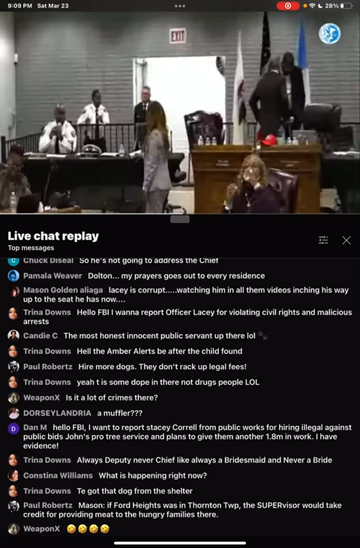 9:09 PM Sat Mar 23
28%
EXIT
Live chat replay
Top messages
Chuck Diseal So he's not going to address the Chief
Pamala Weaver Dolton... my prayers goes out to every residence
Mason Golden aliaga lacey is corrupt.....watching him in all them videos inching his way
up to the seat he has now....
Trina Downs Hello FBI I wanna report Officer Lacey for violating civil rights and malicious
arrests
Candie C The most honest innocent public servant up there lol
Trina Downs Hell the Amber Alerts be after the child found
Paul Robertz Hire more dogs. They don't rack up legal fees!
Trina Downs yeah t is some dope in there not drugs people LOL
WeaponX Is it a lot of crimes there?
DORSEYLANDRIA a muffler???
D
Dan M hello FBI, I want to report stacey Correll from public works for hiring illegal against
public bids John's pro tree service and plans to give them another 1.8m in work. I have
evidence!
Trina Downs Always Deputy never Chief like always a Bridesmaid and Never a Bride
Constina Williams What is happening right now?
Trina Downs Te got that dog from the shelter
Paul Robertz Mason: if Ford Heights was in Thornton Twp, the SUPERvisor would take
credit for providing meat to the hungry families there.
WeaponX 🤣🤣🤣🤣